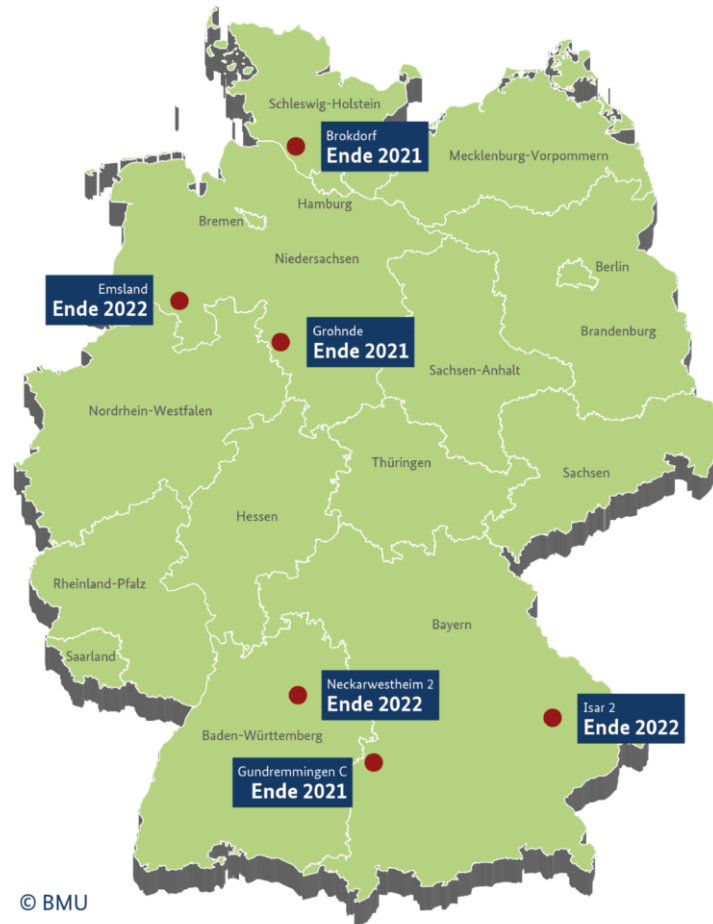 Schleswig-Holstein
Brokdorf
Ende 2021
Mecklenburg-Vorpommern
Hamburg
Bremen
Niedersachsen
Berlin
Emsland
Ende 2022
Grohnde
Ende 2021
Brandenburg
Sachsen-Anhalt
Nordrhein-Westfalen
Thüringen
Sachsen
Hessen
Rheinland-Pfalz
Bayern
Saarland
Neckarwestheim 2
Ende 2022
Isar 2
Ende 2022
Baden-Württemberg
Gundremmingen C
Ende 2021
© BMU